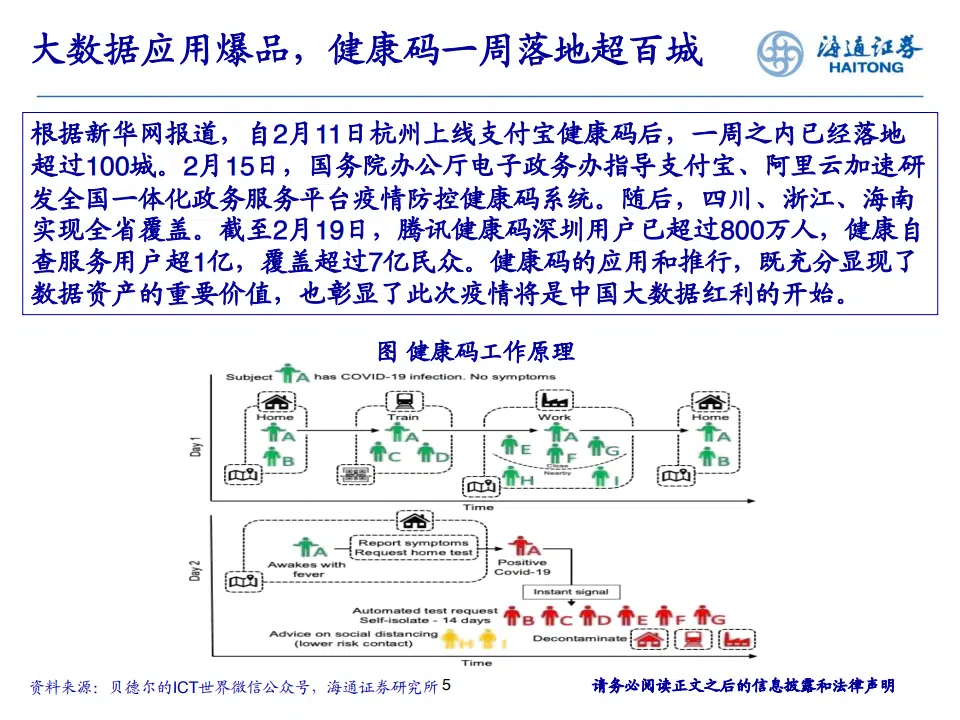 大数据应用爆品，健康码一周落地超百城
海通证券
HAITONG
根据新华网报道，自2月11日杭州上线支付宝健康码后，一周之内已经落地
超过100城。2月15日，国务院办公厅电子政务办指导支付宝、阿里云加速研
发全国一体化政务服务平台疫情防控健康码系统。随后，四川、浙江、海南
实现全省覆盖。截至2月19日，腾讯健康码深圳用户已超过800万人，健康自
查服务用户超1亿，覆盖超过7亿民众。健康码的应用和推行，既充分显现了
数据资产的重要价值，也彰显了此次疫情将是中国大数据红利的开始。
图 健康码工作原理
Subject A has COVID-19 infection. No symptoms
Home Train Work Home
A A A A
B C D E F G B
Close
Nearby
H I
Day 1
Time
Report symptoms
Request home test
A A
Awakes with
fever
Positive
Covid-19
Day 2
Instant signal
Automated test request
Self-isolate - 14 days
B C D E F G
Advice on social distancing
(lower risk contact)
H I
Decontaminate
Time
资料来源：贝德尔的ICT世界微信公众号，海通证券研究所 5
请务必阅读正文之后的信息披露和法律声明